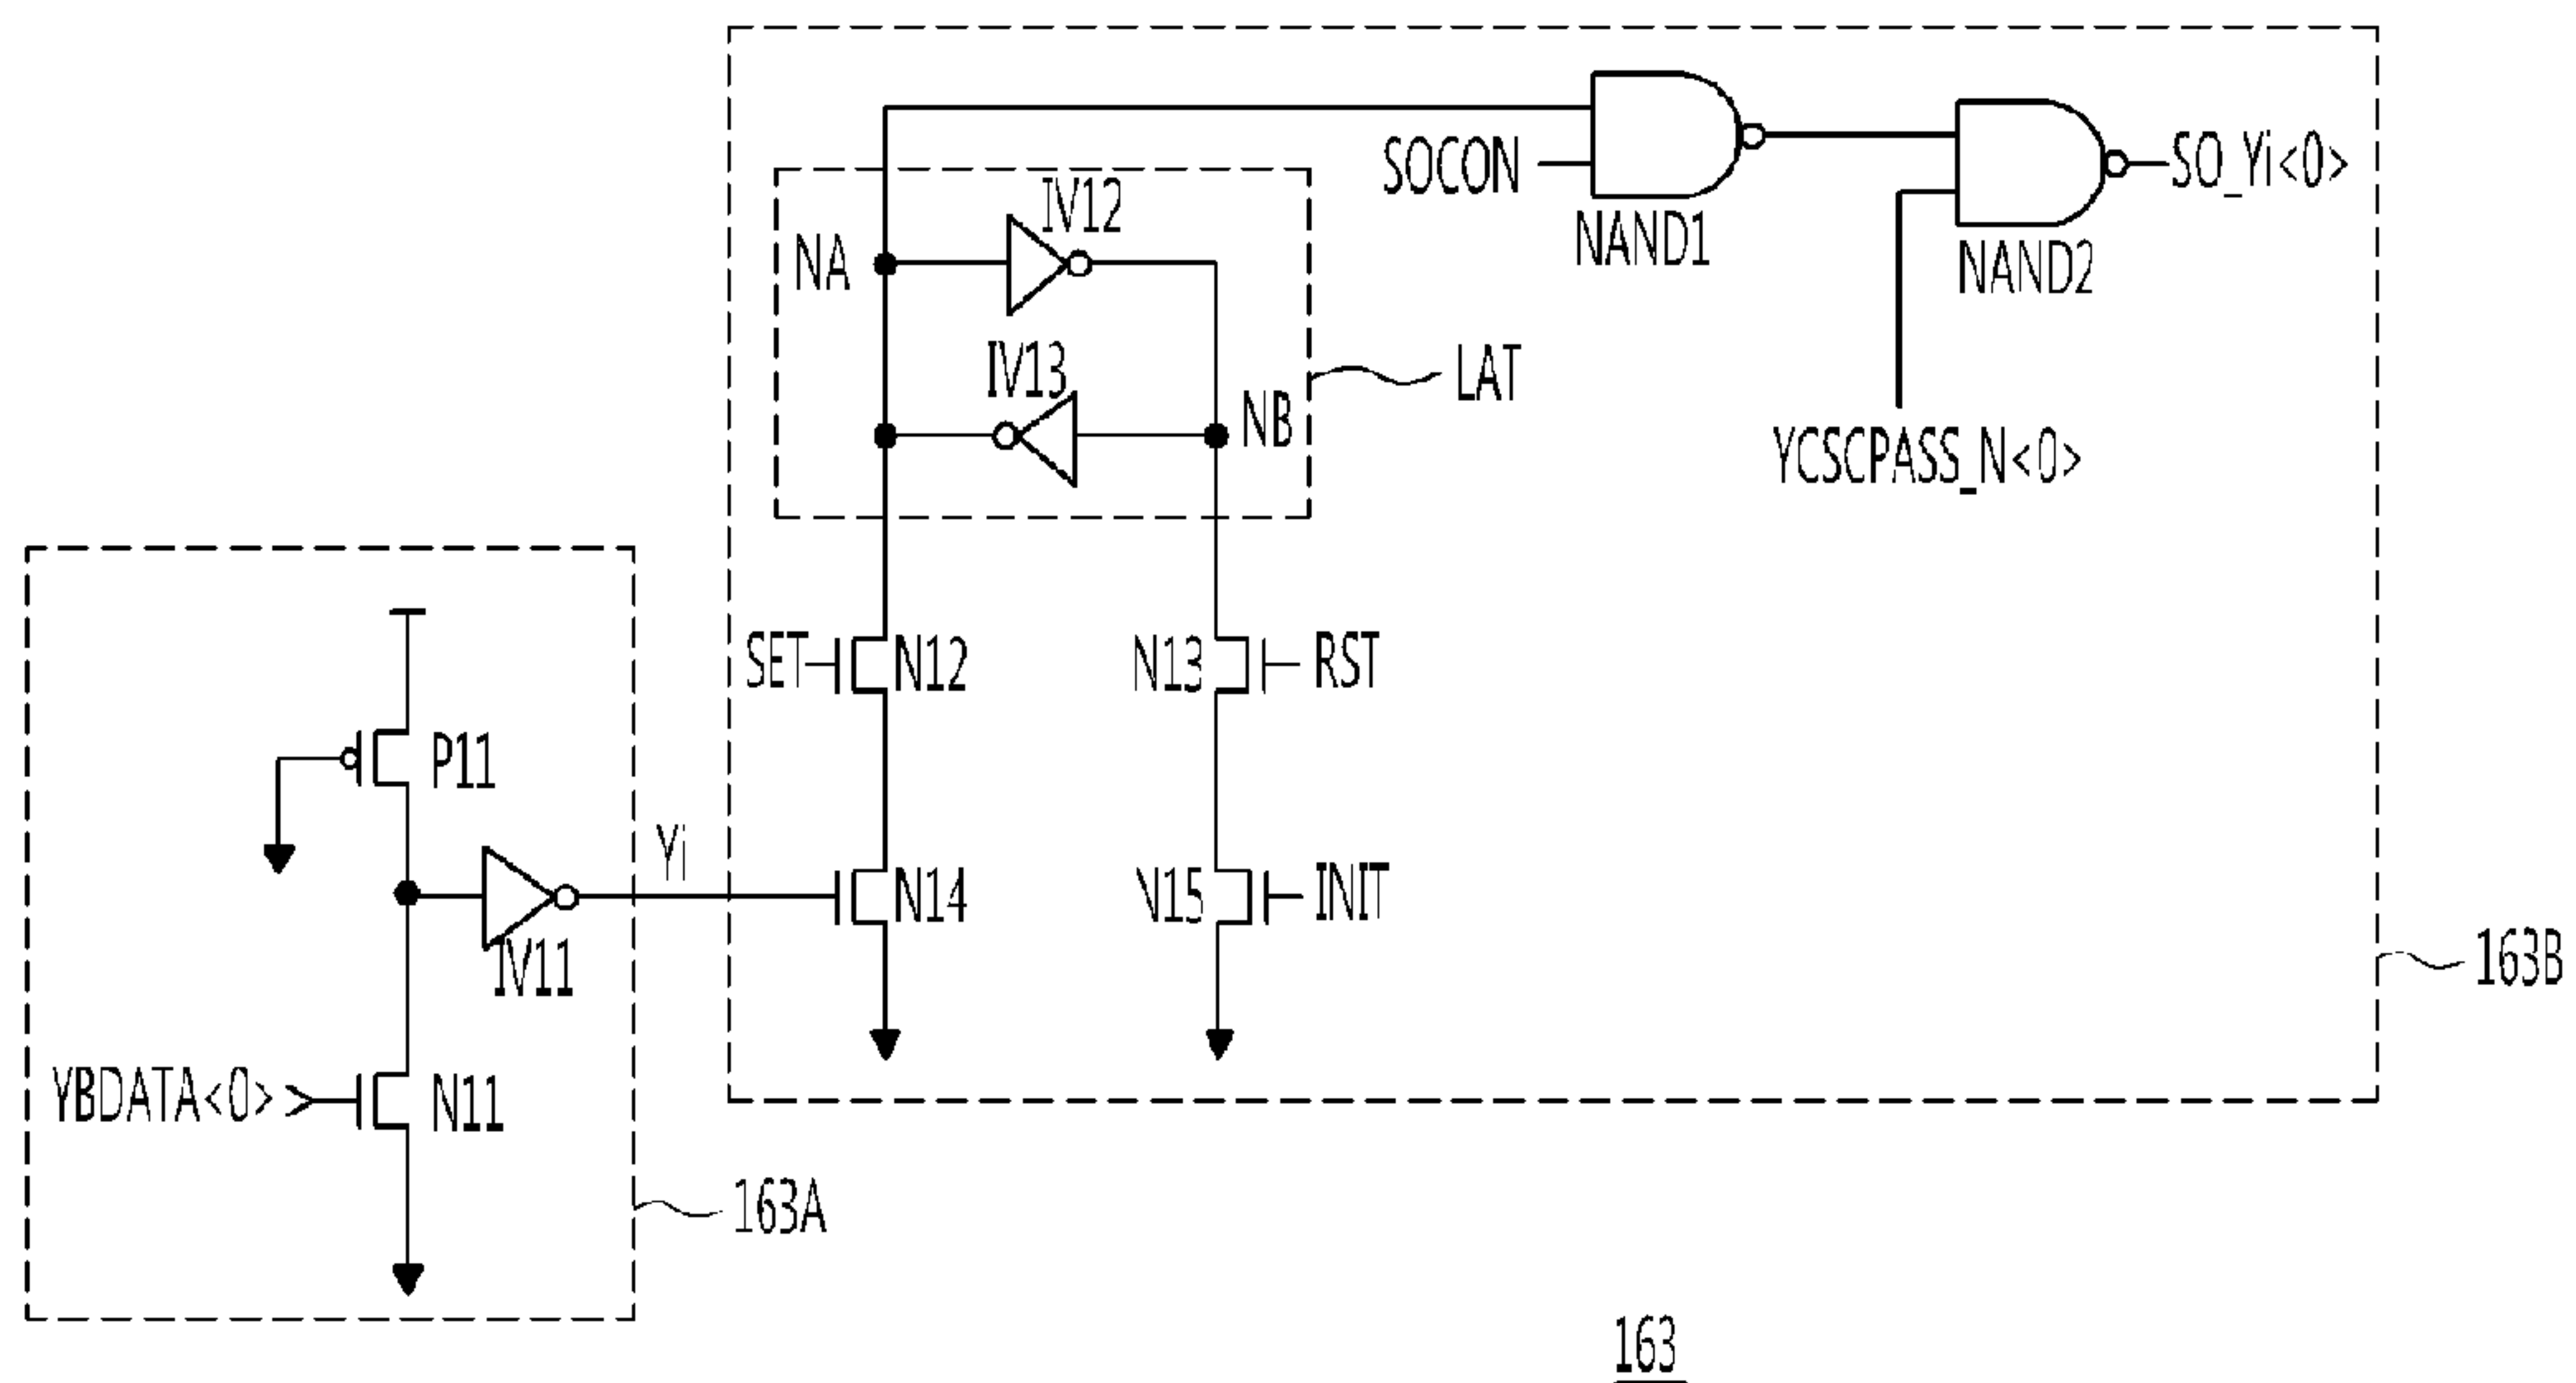 SOCON
NAND1
NAND2
SO_Yi<0>
YCSCPASS_N<0>
IV12
NA
IV13
NB
LAT
SET
N12
N13
RST
P11
Yi
N14
N15
INIT
IV11
163B
YBDATA<0>
N11
163A
163